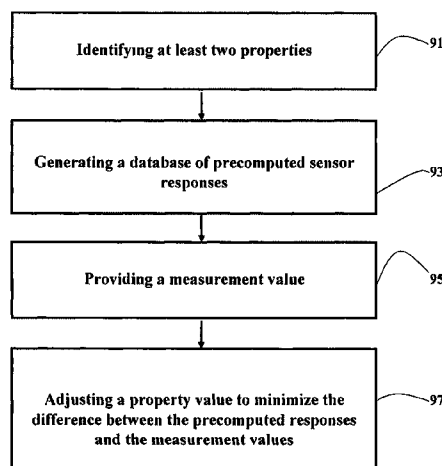 Identifying at least two properties
91
Generating a database of precomputed sensor
responses
93
Providing a measurement value
95
Adjusting a property value to minimize the
difference between the precomputed responses
and the measurement values
97